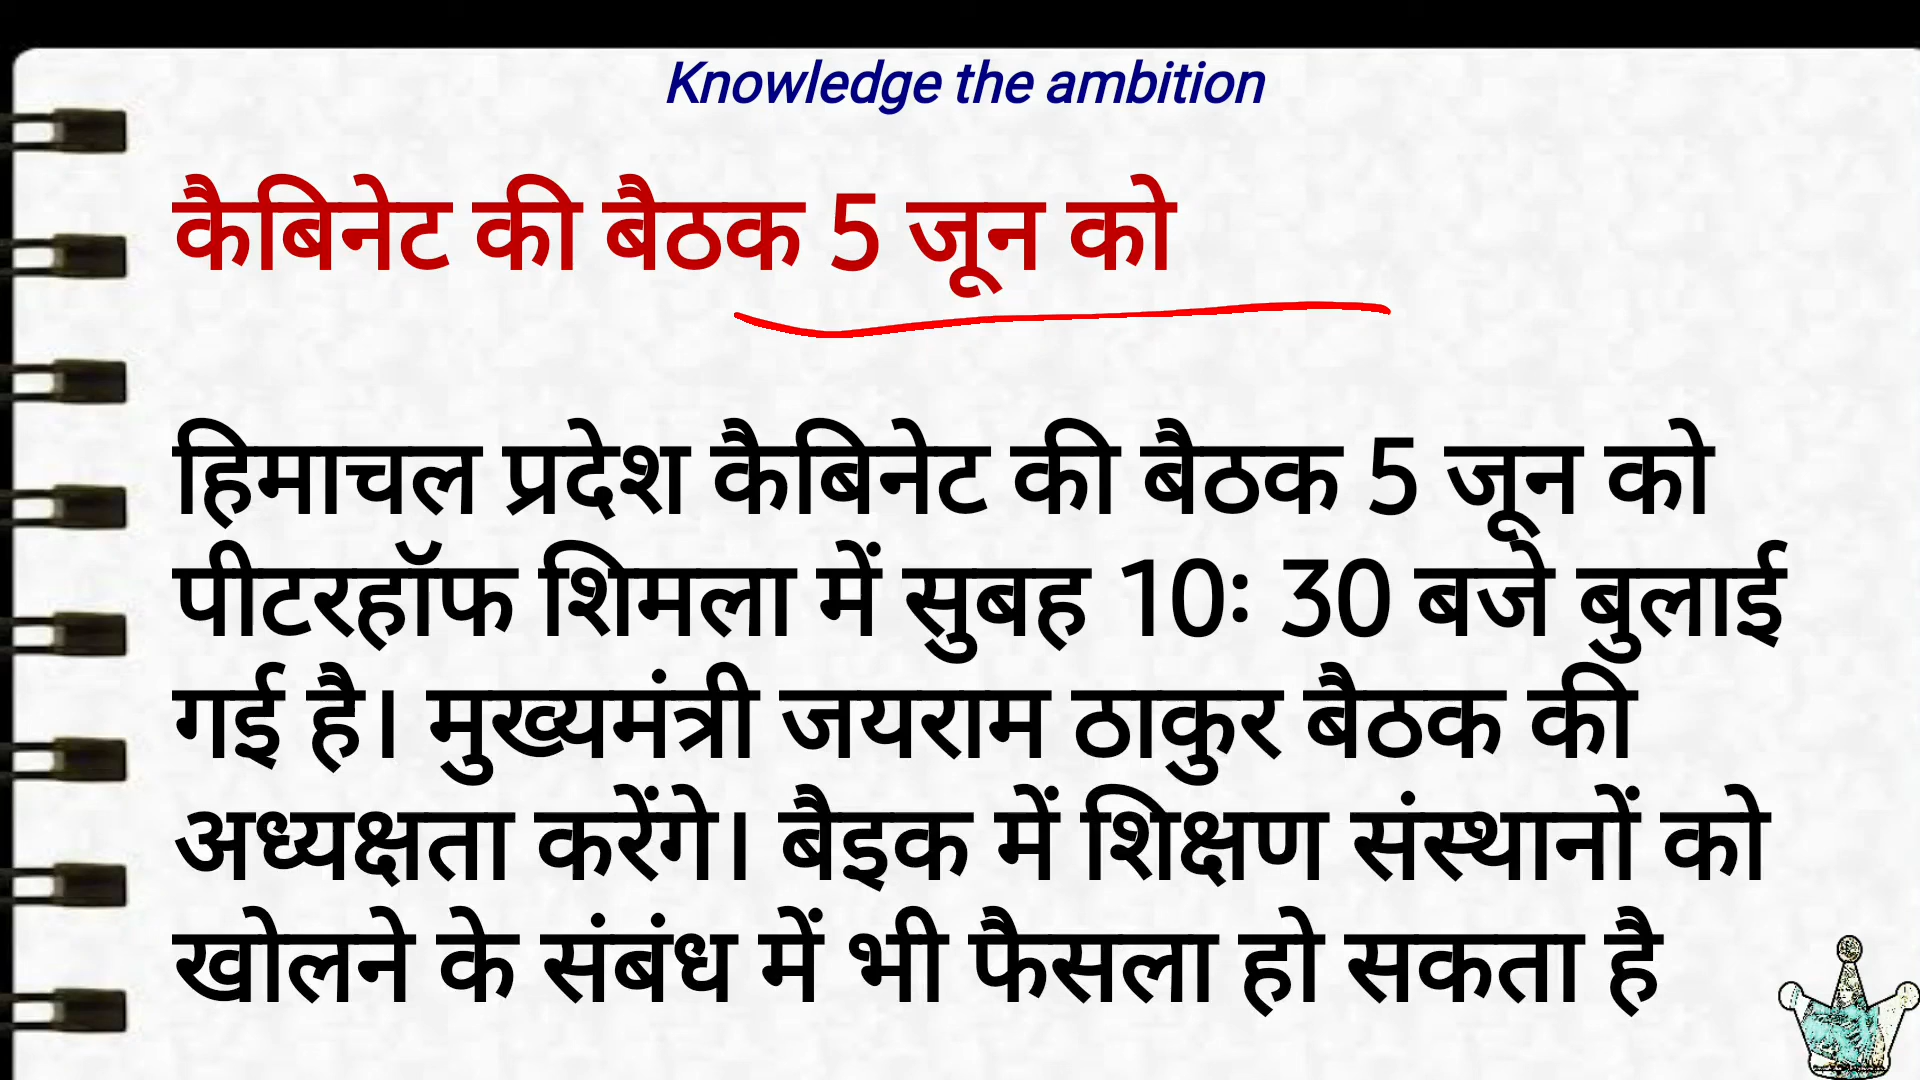 Knowledge the ambition
कैबिनेट की बैठक 5 जून को
हिमाचल प्रदेश कैबिनेट की बैठक 5 जून को
पीटरहॉफ शिमला में सुबह 10: 30 बजे बुलाई
गई है। मुख्यमंत्री जयराम ठाकुर बैठक की
अध्यक्षता करेंगे। बैइक में शिक्षण संस्थानों को
खोलने के संबंध में भी फैसला हो सकता है